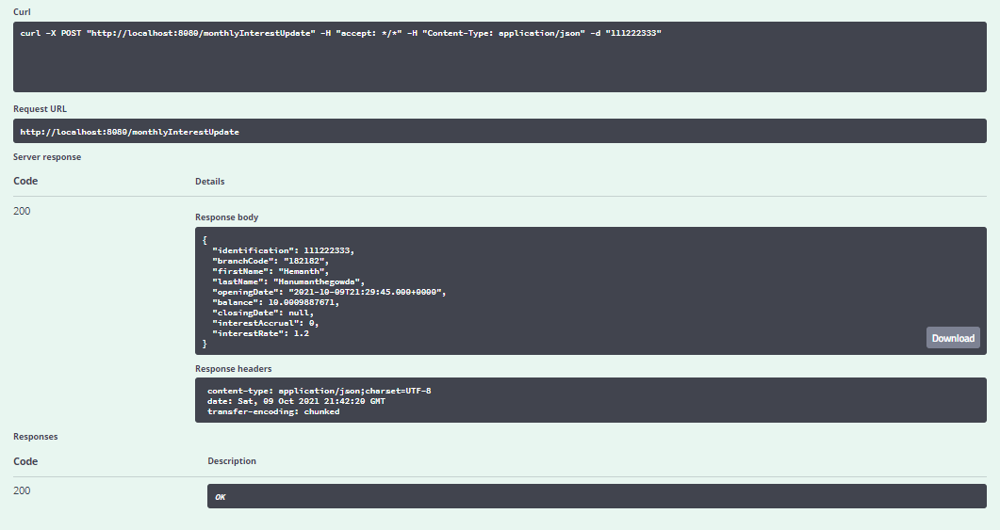 Curl
curl -X POST "http://localhost:8080/monthlyInterestUpdate" -H "accept: */*" -H "Content-Type: application/json" -d "111222333"
Request URL
http://localhost:8080/monthlyInterestUpdate
Server response
Code Details
200
Response body
{
  "identification": 111222333,
  "branchCode": "182182",
  "firstName": "Hemanth",
  "lastName": "Hanumanthegowda",
  "openingDate": "2021-10-09T21:29:45.000+0000",
  "balance": 10.0009887671,
  "closingDate": null,
  "interestAccrual": 0,
  "interestRate": 1.2
}
Download
Response headers
content-type: application/json;charset=UTF-8
date: Sat, 09 Oct 2021 21:42:20 GMT
transfer-encoding: chunked
Responses
Code Description
200
OK